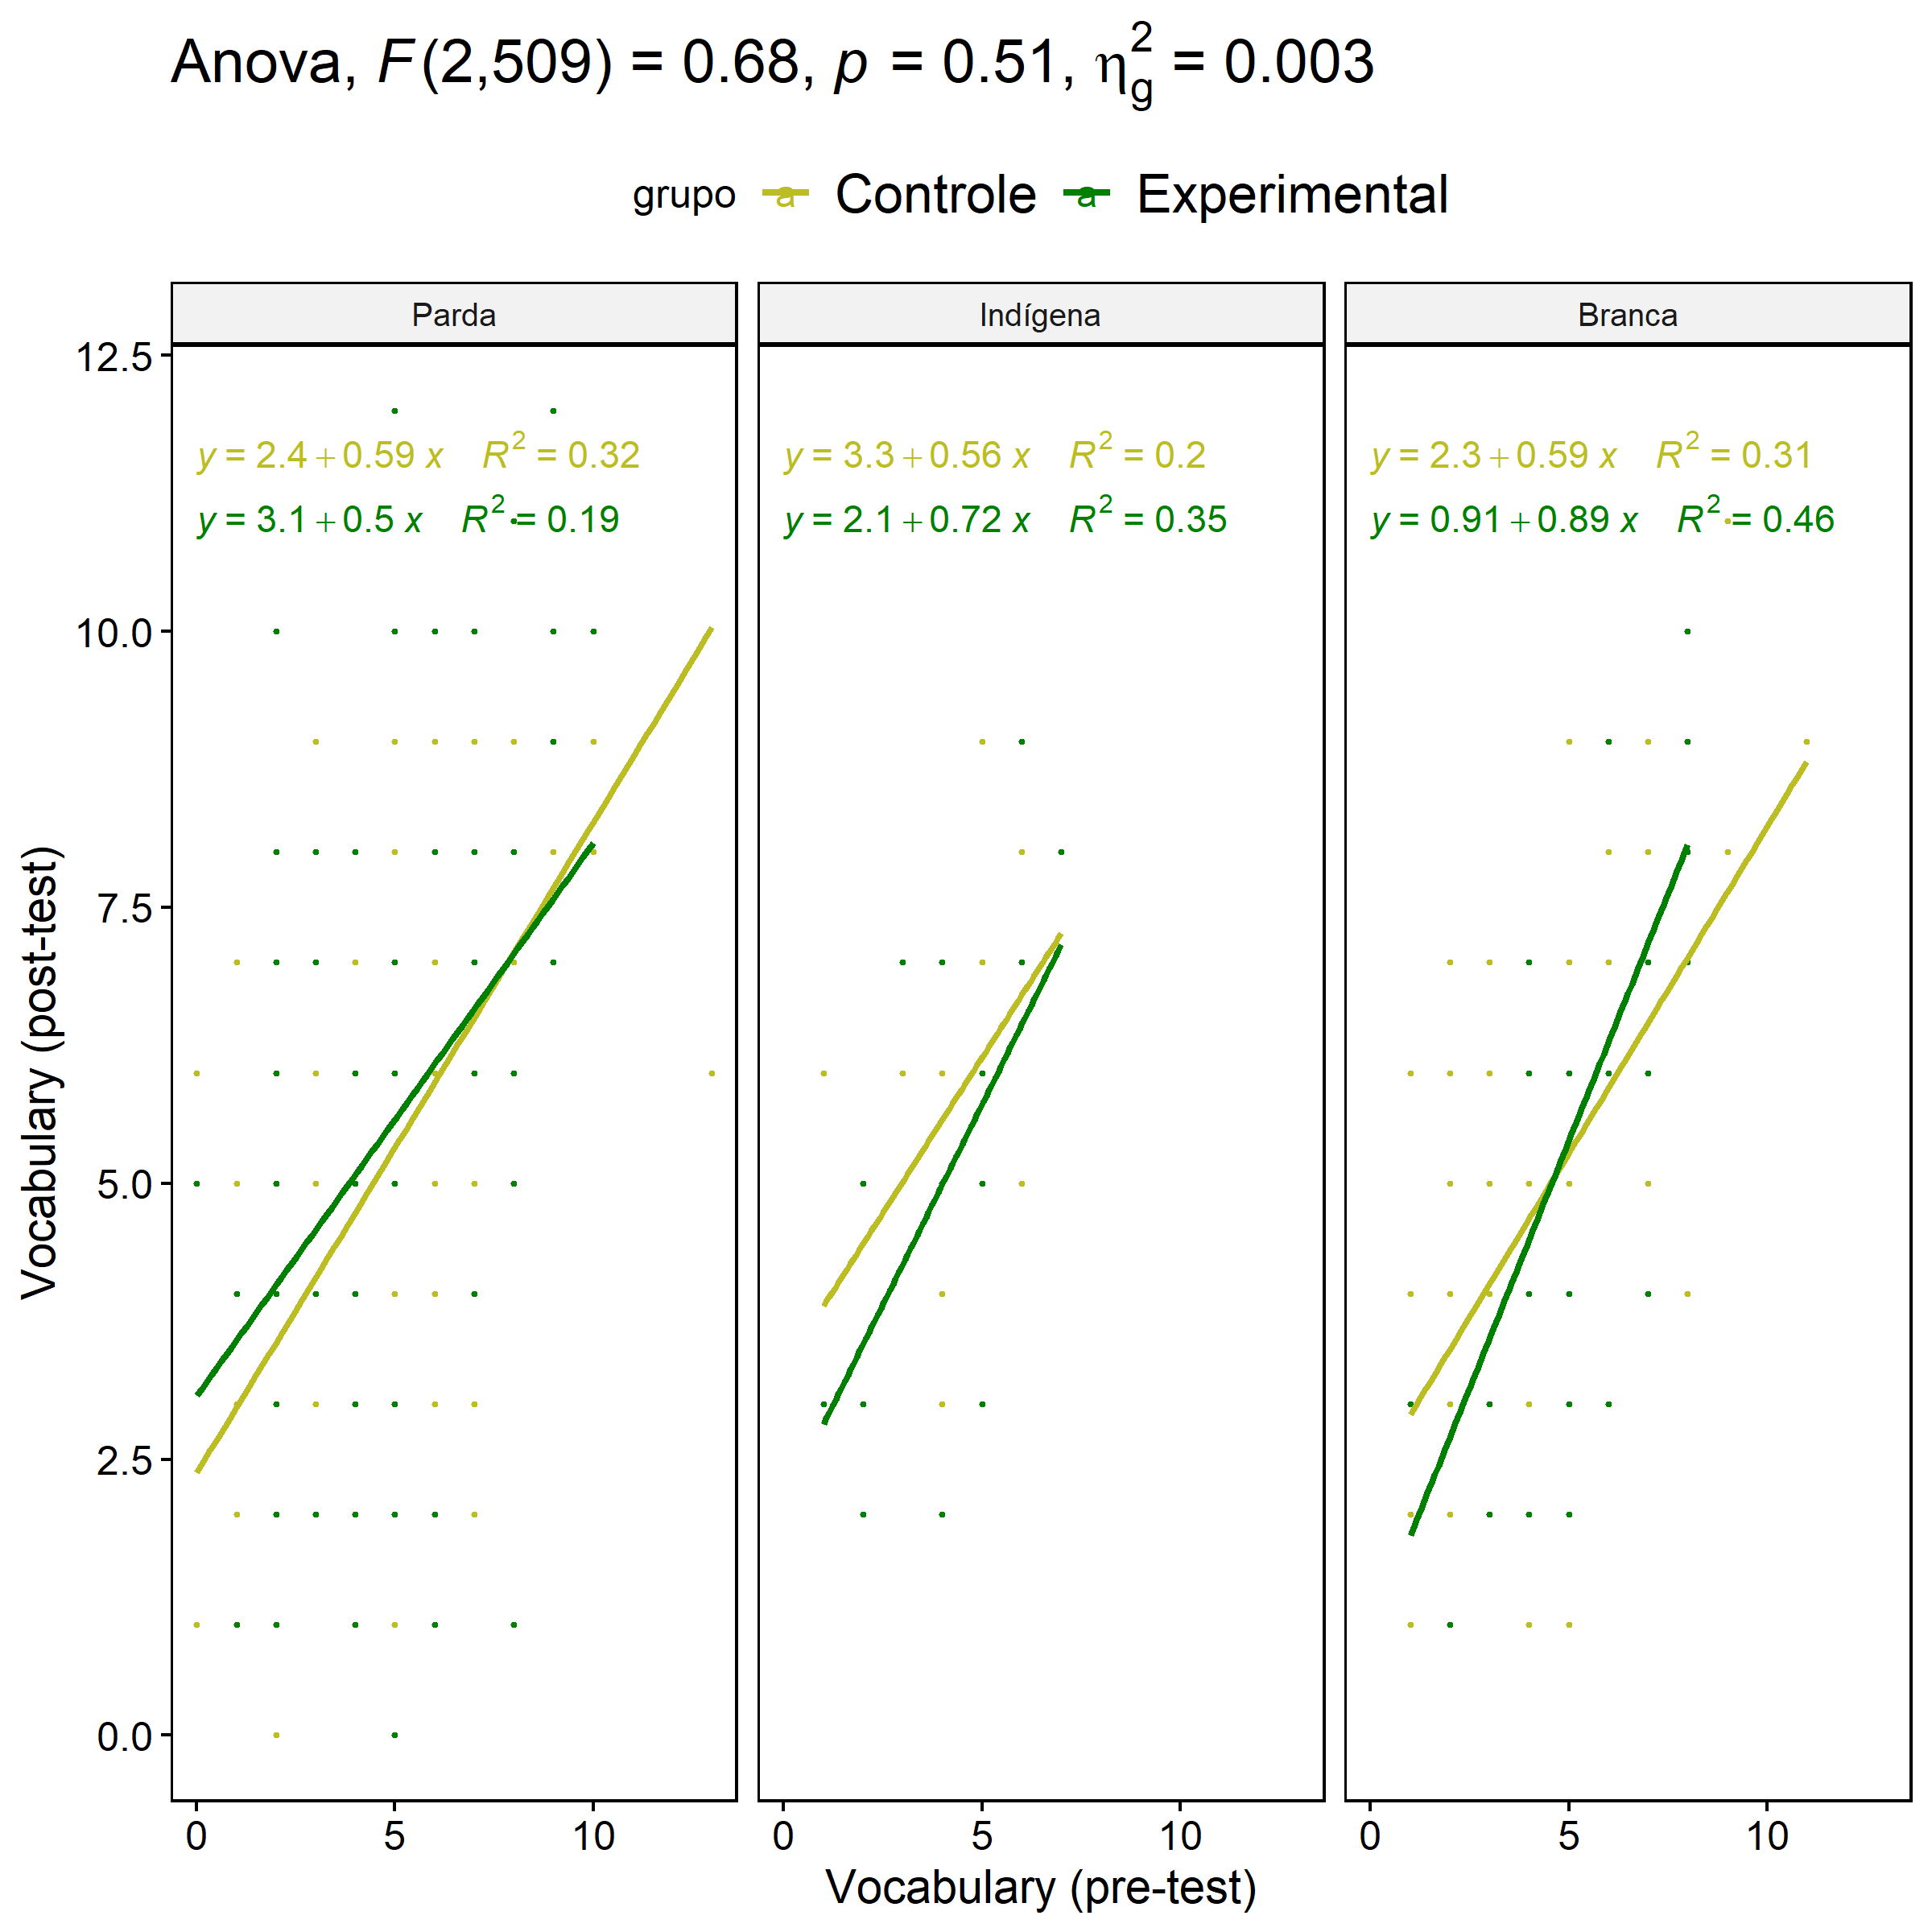 Anova, F(2,509) = 0.68, p = 0.51, η²g = 0.003
grupo a Controle a Experimental
Parda Indígena Branca
y = 2.4 + 0.59 x R² = 0.32
y = 3.1 + 0.5 x R² = 0.19
y = 3.3 + 0.56 x R² = 0.2
y = 2.1 + 0.72 x R² = 0.35
y = 2.3 + 0.59 x R² = 0.31
y = 0.91 + 0.89 x R² = 0.46
12.5
10.0
7.5
5.0
2.5
0.0
Vocabulary (post-test)
0 5 10 0 5 10 0 5 10
Vocabulary (pre-test)